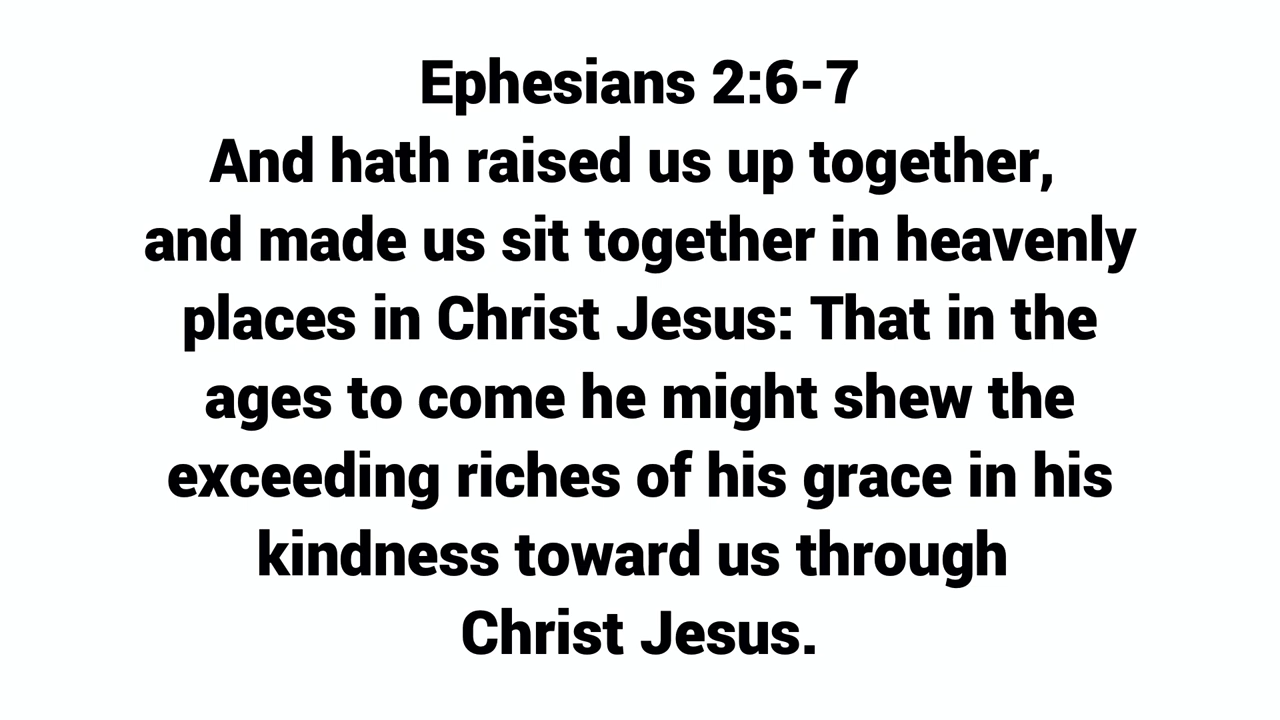 Ephesians 2:6-7
And hath raised us up together,
and made us sit together in heavenly
places in Christ Jesus: That in the
ages to come he might shew the
exceeding riches of his grace in his
kindness toward us through
Christ Jesus.